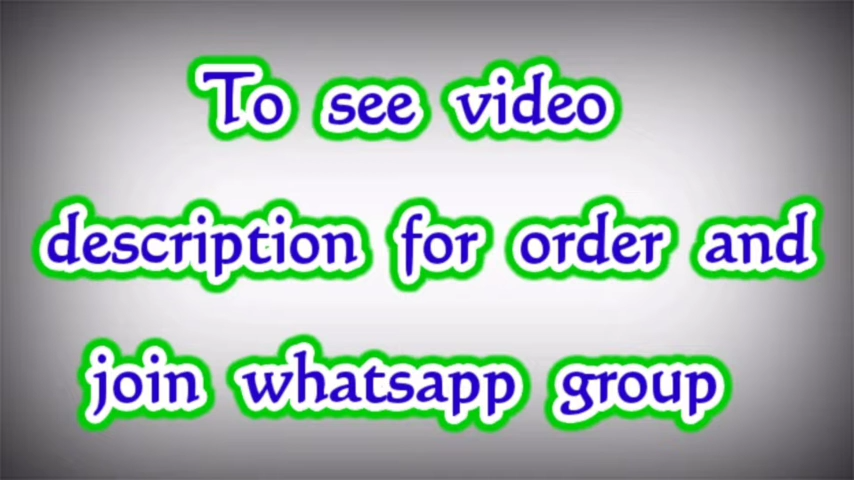 To see video
description for order and
join whatsapp group